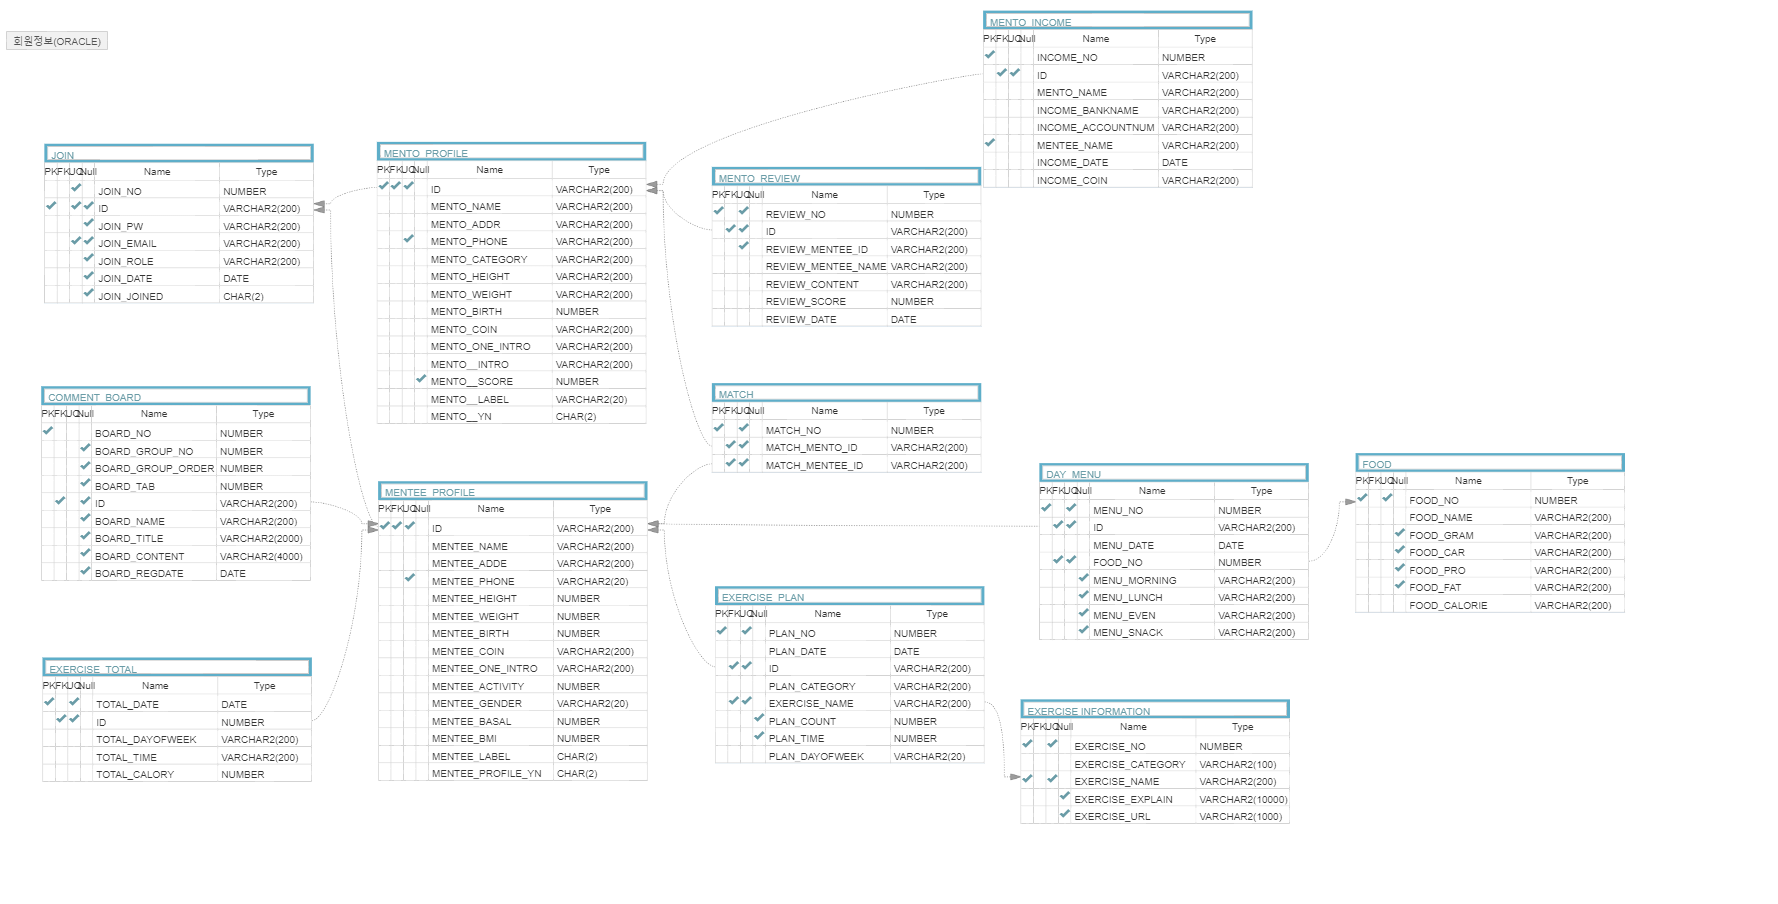 회원정보(ORACLE)
MENTO_INCOME
PK FK UQ Null Name Type
INCOME_NO NUMBER
ID VARCHAR2(200)
MENTO_NAME VARCHAR2(200)
INCOME_BANKNAME VARCHAR2(200)
INCOME_ACCOUNTNUM VARCHAR2(200)
MENTEE_NAME VARCHAR2(200)
INCOME_DATE DATE
INCOME_COIN VARCHAR2(200)
JOIN
PK FK UQ Null Name Type
JOIN_NO NUMBER
ID VARCHAR2(200)
JOIN_PW VARCHAR2(200)
JOIN_EMAIL VARCHAR2(200)
JOIN_ROLE VARCHAR2(200)
JOIN_DATE DATE
JOIN_JOINED CHAR(2)
MENTO_PROFILE
PK FK UQ Null Name Type
ID VARCHAR2(200)
MENTO_NAME VARCHAR2(200)
MENTO_ADDR VARCHAR2(200)
MENTO_PHONE VARCHAR2(200)
MENTO_CATEGORY VARCHAR2(200)
MENTO_HEIGHT VARCHAR2(200)
MENTO_WEIGHT VARCHAR2(200)
MENTO_BIRTH NUMBER
MENTO_COIN VARCHAR2(200)
MENTO_ONE_INTRO VARCHAR2(200)
MENTO__INTRO VARCHAR2(200)
MENTO__SCORE NUMBER
MENTO__LABEL VARCHAR2(20)
MENTO__YN CHAR(2)
MENTO_REVIEW
PK FK UQ Null Name Type
REVIEW_NO NUMBER
ID VARCHAR2(200)
REVIEW_MENTEE_ID VARCHAR2(200)
REVIEW_MENTEE_NAME VARCHAR2(200)
REVIEW_CONTENT VARCHAR2(200)
REVIEW_SCORE NUMBER
REVIEW_DATE DATE
COMMENT_BOARD
PK FK UQ Null Name Type
BOARD_NO NUMBER
BOARD_GROUP_NO NUMBER
BOARD_GROUP_ORDER NUMBER
BOARD_TAB NUMBER
ID VARCHAR2(200)
BOARD_NAME VARCHAR2(200)
BOARD_TITLE VARCHAR2(2000)
BOARD_CONTENT VARCHAR2(4000)
BOARD_REGDATE DATE
MATCH
PK FK UQ Null Name Type
MATCH_NO NUMBER
MATCH_MENTO_ID VARCHAR2(200)
MATCH_MENTEE_ID VARCHAR2(200)
MENTEE_PROFILE
PK FK UQ Null Name Type
ID VARCHAR2(200)
MENTEE_NAME VARCHAR2(200)
MENTEE_ADDE VARCHAR2(200)
MENTEE_PHONE VARCHAR2(20)
MENTEE_HEIGHT NUMBER
MENTEE_WEIGHT NUMBER
MENTEE_BIRTH NUMBER
MENTEE_COIN VARCHAR2(200)
MENTEE_ONE_INTRO VARCHAR2(200)
MENTEE_ACTIVITY NUMBER
MENTEE_GENDER VARCHAR2(20)
MENTEE_BASAL NUMBER
MENTEE_BMI NUMBER
MENTEE_LABEL CHAR(2)
MENTEE_PROFILE_YN CHAR(2)
DAY_MENU
PK FK UQ Null Name Type
MENU_NO NUMBER
ID VARCHAR2(200)
MENU_DATE DATE
FOOD_NO NUMBER
MENU_MORNING VARCHAR2(200)
MENU_LUNCH VARCHAR2(200)
MENU_EVEN VARCHAR2(200)
MENU_SNACK VARCHAR2(200)
FOOD
PK FK UQ Null Name Type
FOOD_NO NUMBER
FOOD_NAME VARCHAR2(200)
FOOD_GRAM VARCHAR2(200)
FOOD_CAR VARCHAR2(200)
FOOD_PRO VARCHAR2(200)
FOOD_FAT VARCHAR2(200)
FOOD_CALORIE VARCHAR2(200)
EXERCISE_PLAN
PK FK UQ Null Name Type
PLAN_NO NUMBER
PLAN_DATE DATE
ID VARCHAR2(200)
PLAN_CATEGORY VARCHAR2(200)
EXERCISE_NAME VARCHAR2(200)
PLAN_COUNT NUMBER
PLAN_TIME NUMBER
PLAN_DAYOFWEEK VARCHAR2(20)
EXERCISE_TOTAL
PK FK UQ Null Name Type
TOTAL_DATE DATE
ID NUMBER
TOTAL_DAYOFWEEK VARCHAR2(200)
TOTAL_TIME VARCHAR2(200)
TOTAL_CALORY NUMBER
EXERCISE INFORMATION
PK FK UQ Null Name Type
EXERCISE_NO NUMBER
EXERCISE_CATEGORY VARCHAR2(100)
EXERCISE_NAME VARCHAR2(200)
EXERCISE_EXPLAIN VARCHAR2(10000)
EXERCISE_URL VARCHAR2(1000)